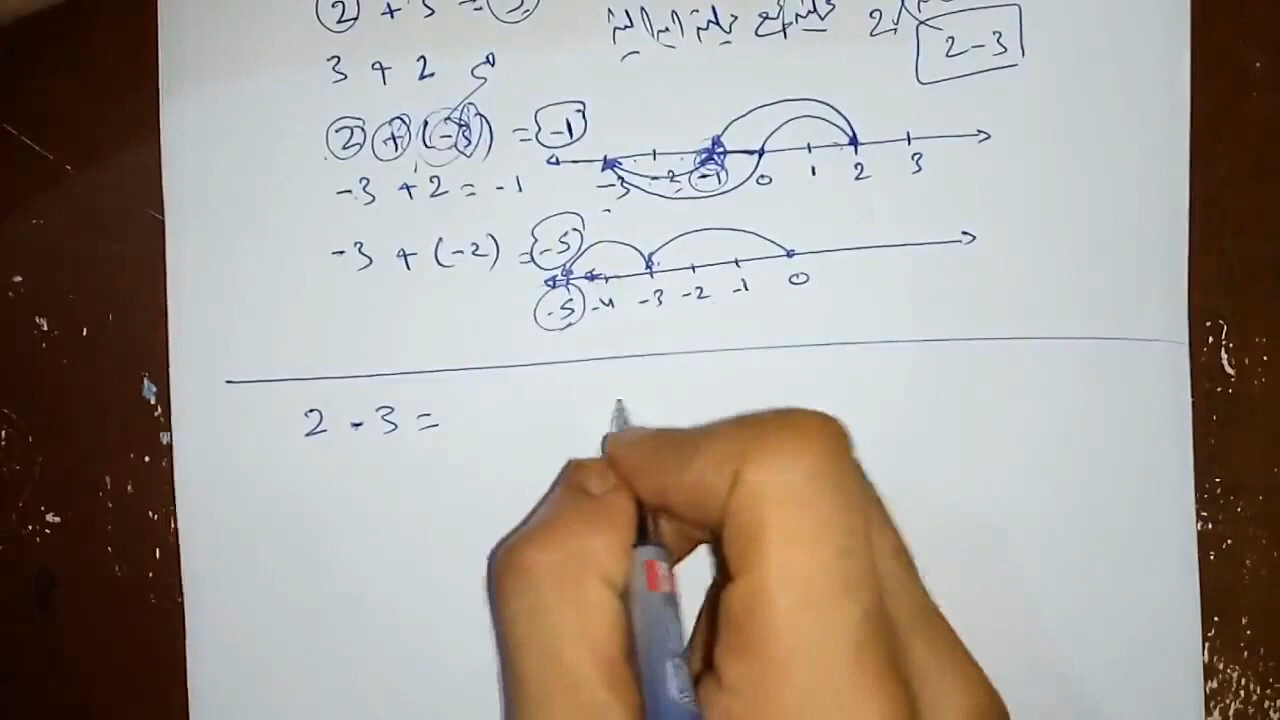 2 + 3 =
2 - 3
3 + 2
2 + (-3) = -1
-3 -2 -1 0 1 2 3
-3 + 2 = -1
-3 + (-2) = -5
-5 -4 -3 -2 -1 0
2 - 3 =